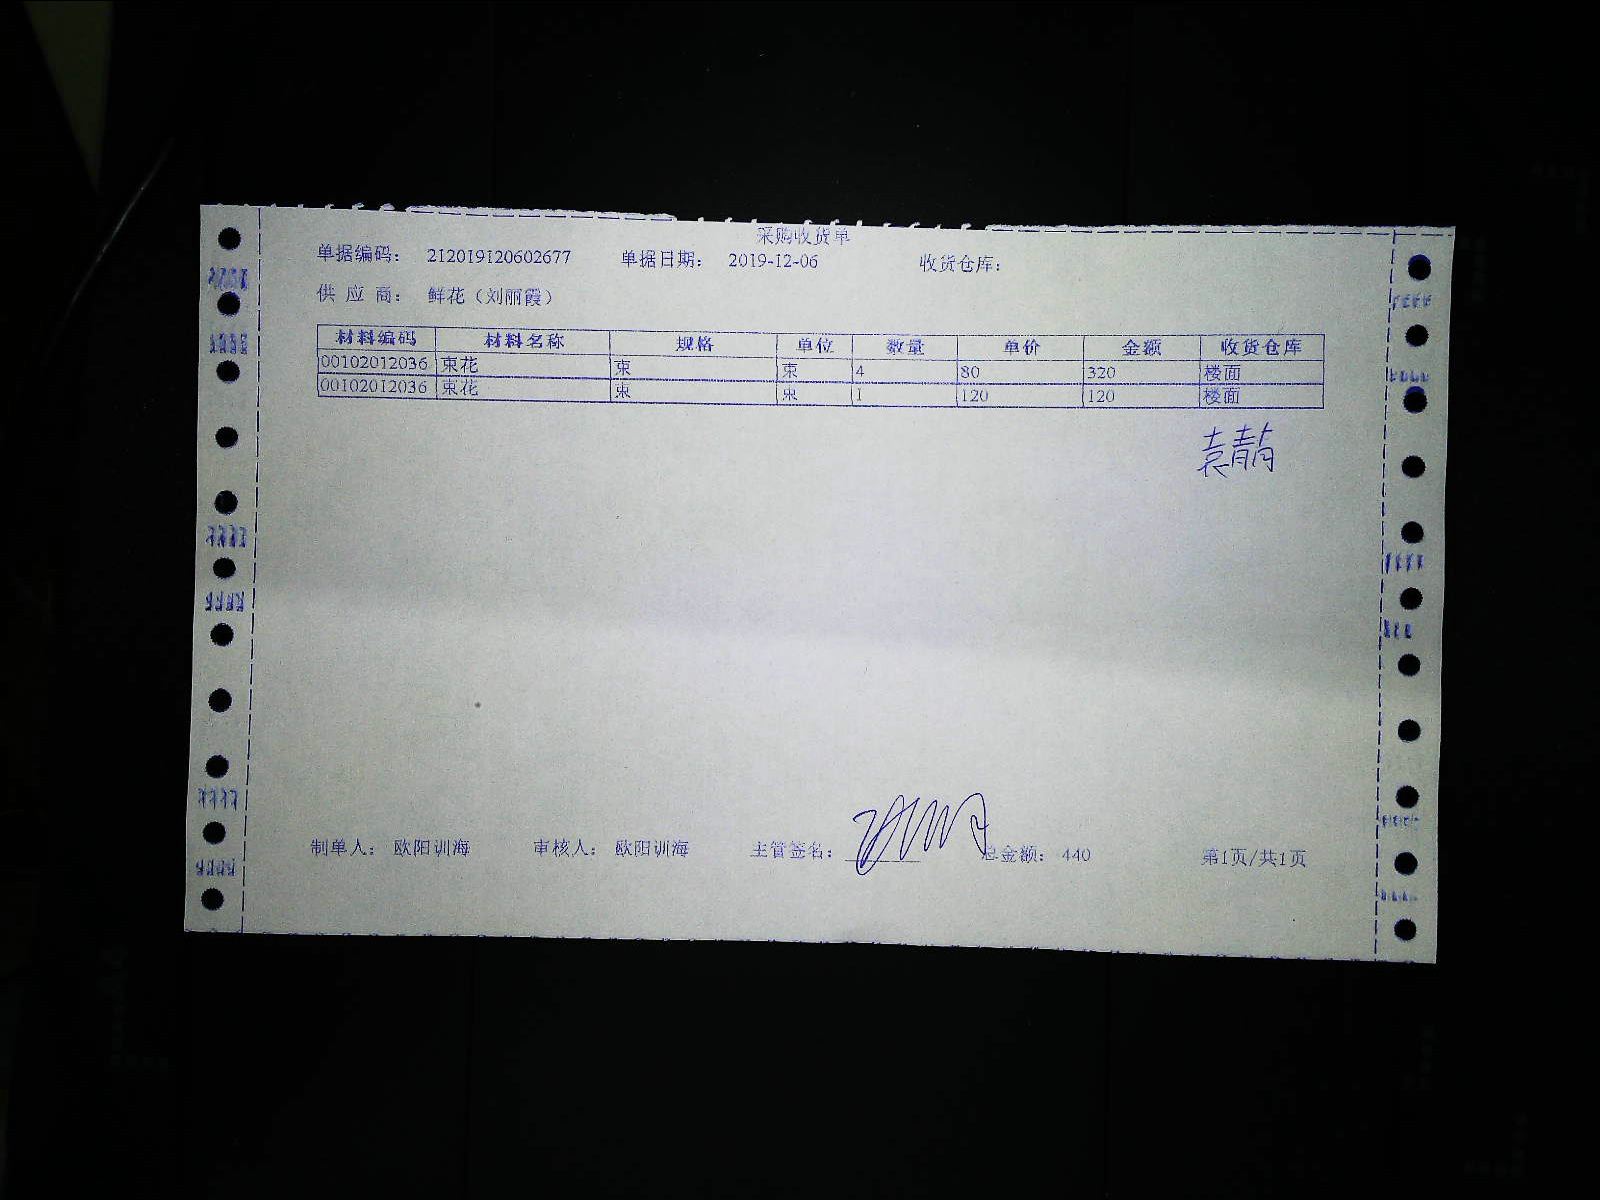 采购收货单
单据编码： 212019120602677 单据日期： 2019-12-06 收货仓库：
供 应 商： 鲜花（刘丽霞）
材料编码 材料名称 规格 单位 数量 单价 金额 收货仓库
00102012036 束花 束 束 4 80 320 楼面
00102012036 束花 束 束 1 120 120 楼面
制单人： 欧阳训海 审核人： 欧阳训海 主管签名： 总金额： 440 第1页/共1页